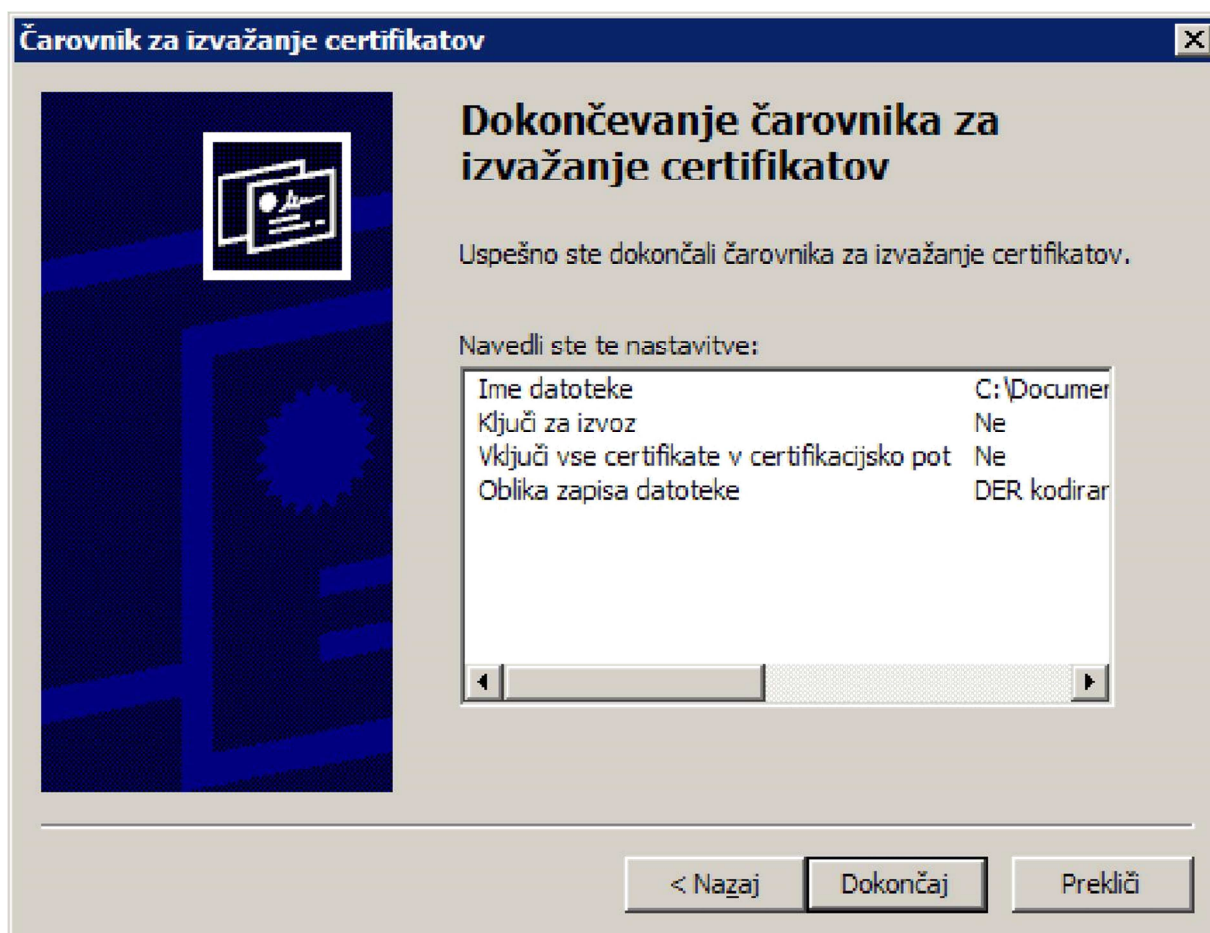 Čarovnik za izvažanje certifikatov
Dokončevanje čarovnika za
izvažanje certifikatov
Uspešno ste dokončali čarovnika za izvažanje certifikatov.
Navedli ste te nastavitve:
Ime datoteke C:\Documen
Ključi za izvoz Ne
Vključi vse certifikate v certifikacijsko pot Ne
Oblika zapisa datoteke DER kodiran
< Nazaj Dokončaj Prekliči